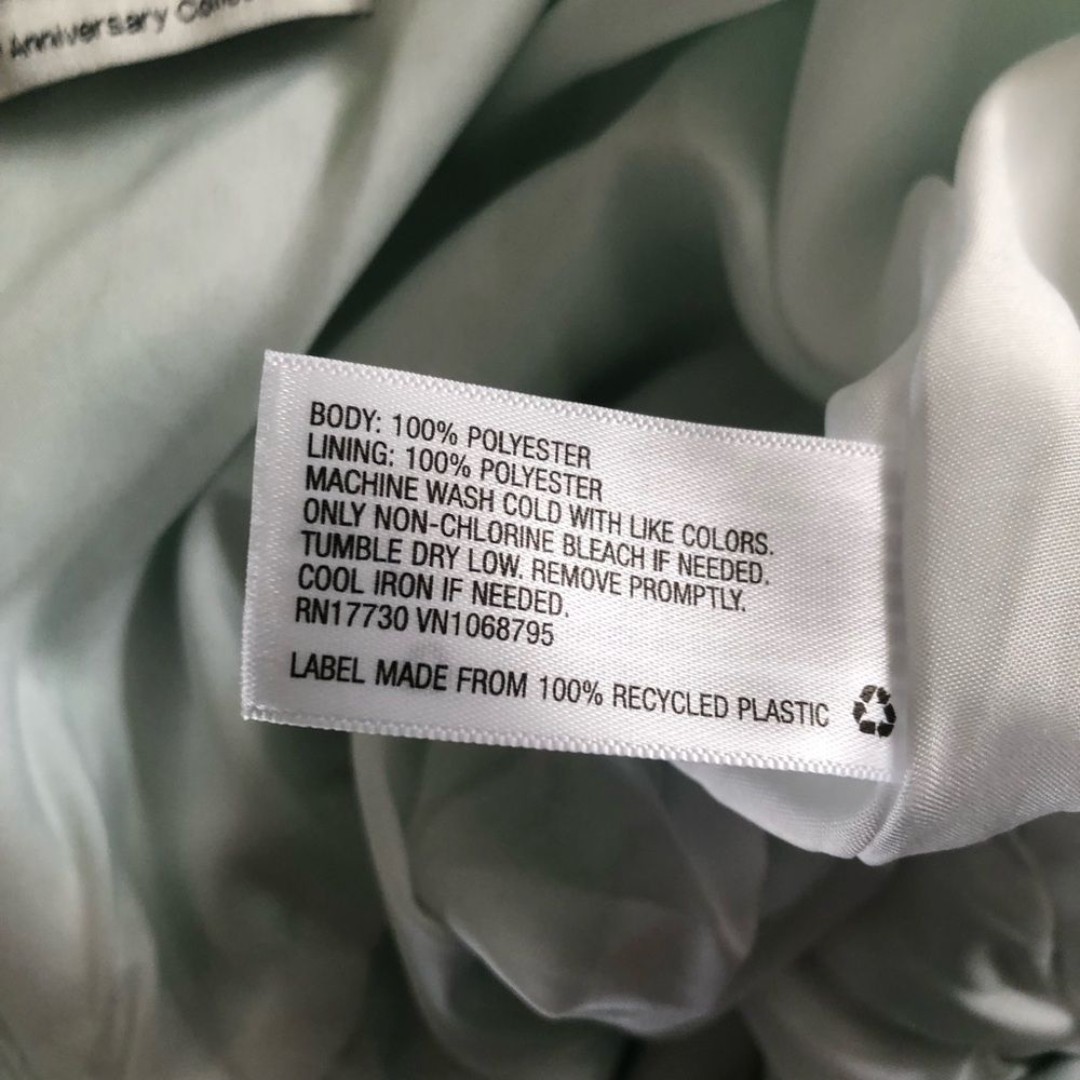 Anniversary
BODY: 100% POLYESTER
LINING: 100% POLYESTER
MACHINE WASH COLD WITH LIKE COLORS.
ONLY NON-CHLORINE BLEACH IF NEEDED.
TUMBLE DRY LOW. REMOVE PROMPTLY.
COOL IRON IF NEEDED.
RN17730 VN1068795
LABEL MADE FROM 100% RECYCLED PLASTIC